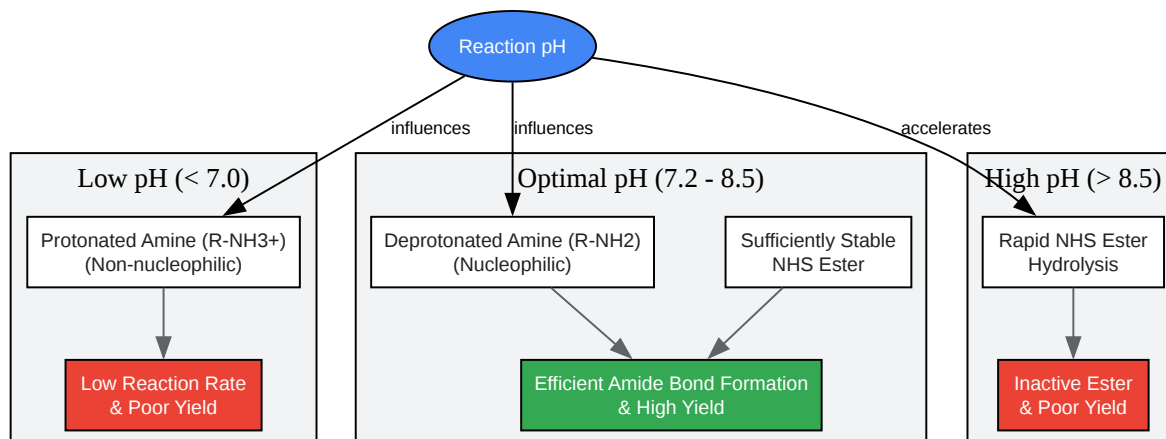 Reaction pH
influences
influences
accelerates
Low pH (< 7.0)
Optimal pH (7.2 - 8.5)
High pH (> 8.5)
Protonated Amine (R-NH3+)
(Non-nucleophilic)
Deprotonated Amine (R-NH2)
(Nucleophilic)
Sufficiently Stable
NHS Ester
Rapid NHS Ester
Hydrolysis
Low Reaction Rate
& Poor Yield
Efficient Amide Bond Formation
& High Yield
Inactive Ester
& Poor Yield